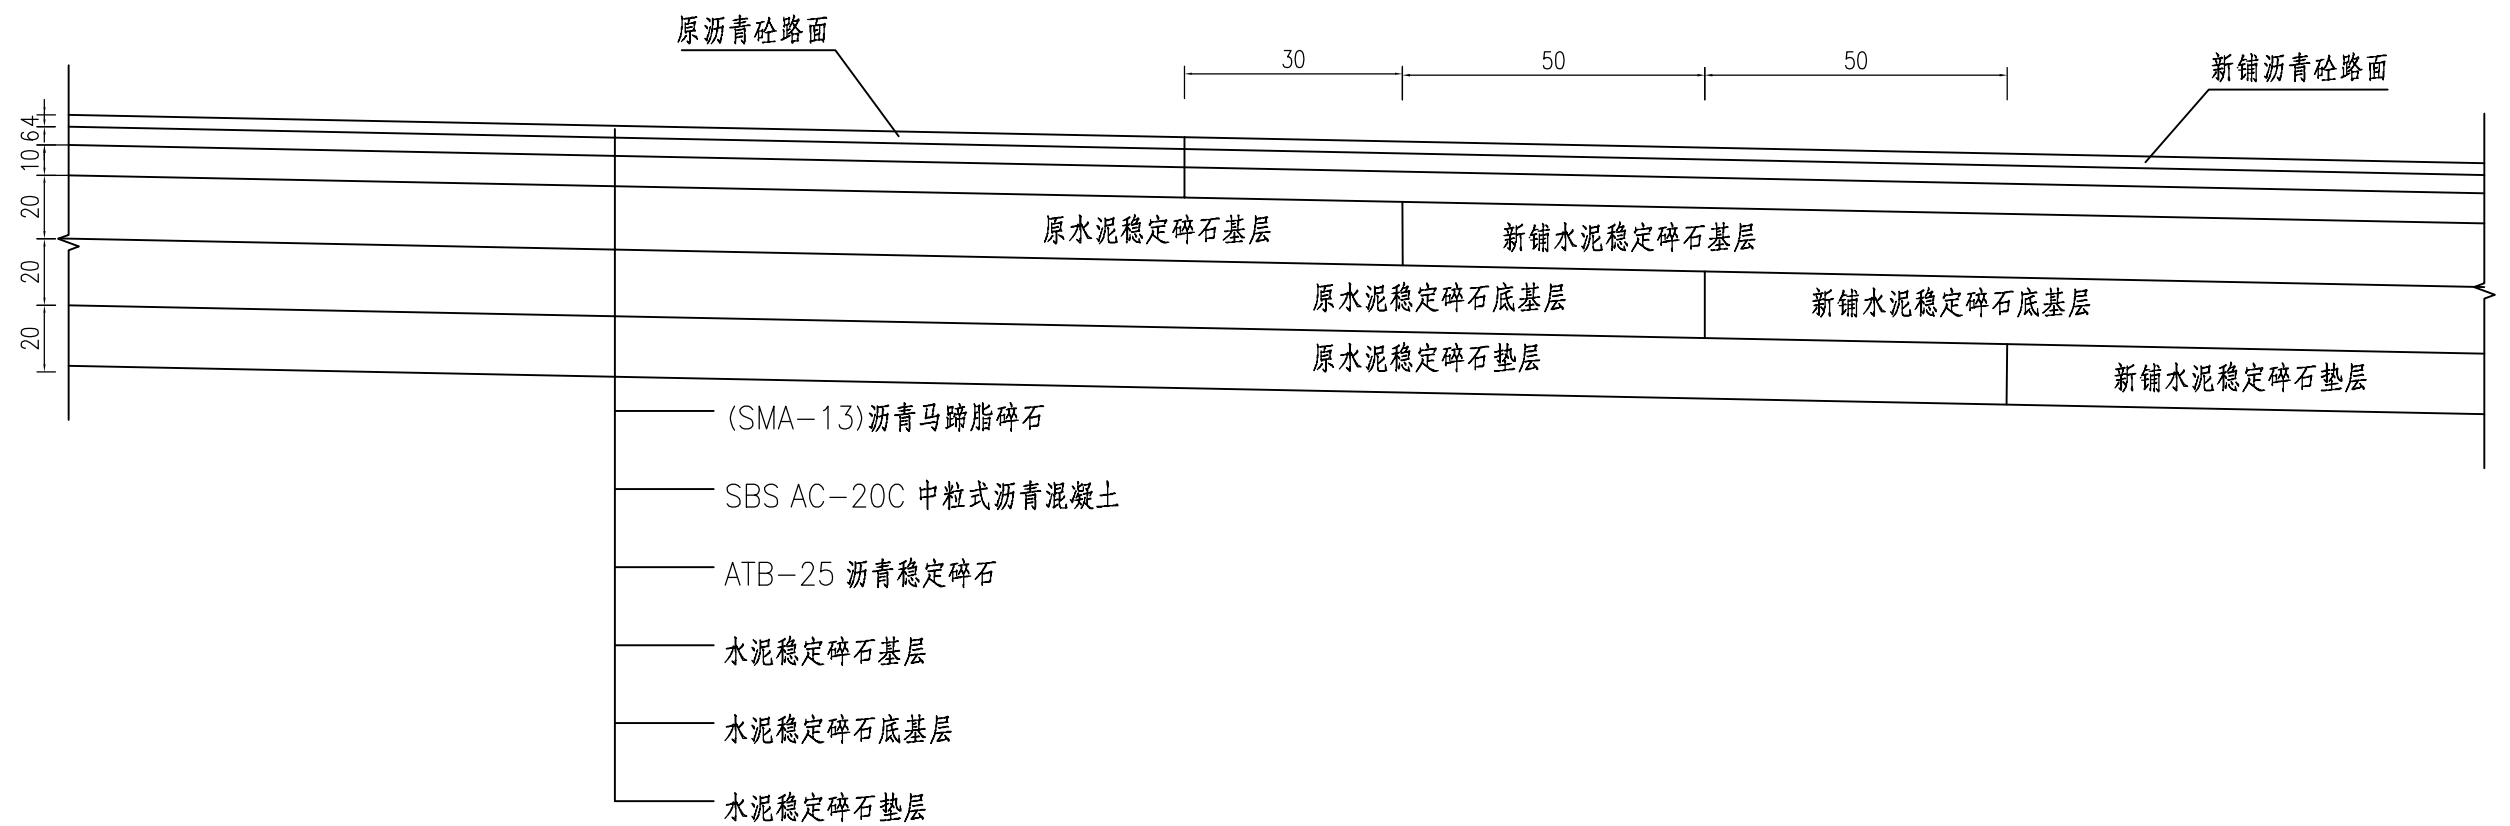 原沥青砼路面
30
50
50
新铺沥青砼路面
4
6
10
20
20
20
原水泥稳定碎石基层
新铺水泥稳定碎石基层
原水泥稳定碎石底基层
新铺水泥稳定碎石底基层
原水泥稳定碎石垫层
新铺水泥稳定碎石垫层
(SMA-13)沥青马蹄脂碎石
SBS AC-20C 中粒式沥青混凝土
ATB-25 沥青稳定碎石
水泥稳定碎石基层
水泥稳定碎石底基层
水泥稳定碎石垫层